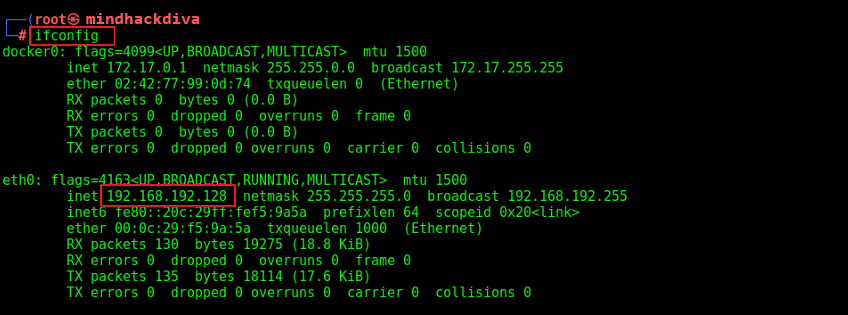 (root㉿ mindhackdiva
# ifconfig
docker0: flags=4099<UP,BROADCAST,MULTICAST>  mtu 1500
        inet 172.17.0.1  netmask 255.255.0.0  broadcast 172.17.255.255
        ether 02:42:77:99:0d:74  txqueuelen 0  (Ethernet)
        RX packets 0  bytes 0 (0.0 B)
        RX errors 0  dropped 0  overruns 0  frame 0
        TX packets 0  bytes 0 (0.0 B)
        TX errors 0  dropped 0 overruns 0  carrier 0  collisions 0

eth0: flags=4163<UP,BROADCAST,RUNNING,MULTICAST>  mtu 1500
        inet 192.168.192.128  netmask 255.255.255.0  broadcast 192.168.192.255
        inet6 fe80::20c:29ff:fef5:9a5a  prefixlen 64  scopeid 0x20<link>
        ether 00:0c:29:f5:9a:5a  txqueuelen 1000  (Ethernet)
        RX packets 130  bytes 19275 (18.8 KiB)
        RX errors 0  dropped 0  overruns 0  frame 0
        TX packets 135  bytes 18114 (17.6 KiB)
        TX errors 0  dropped 0 overruns 0  carrier 0  collisions 0